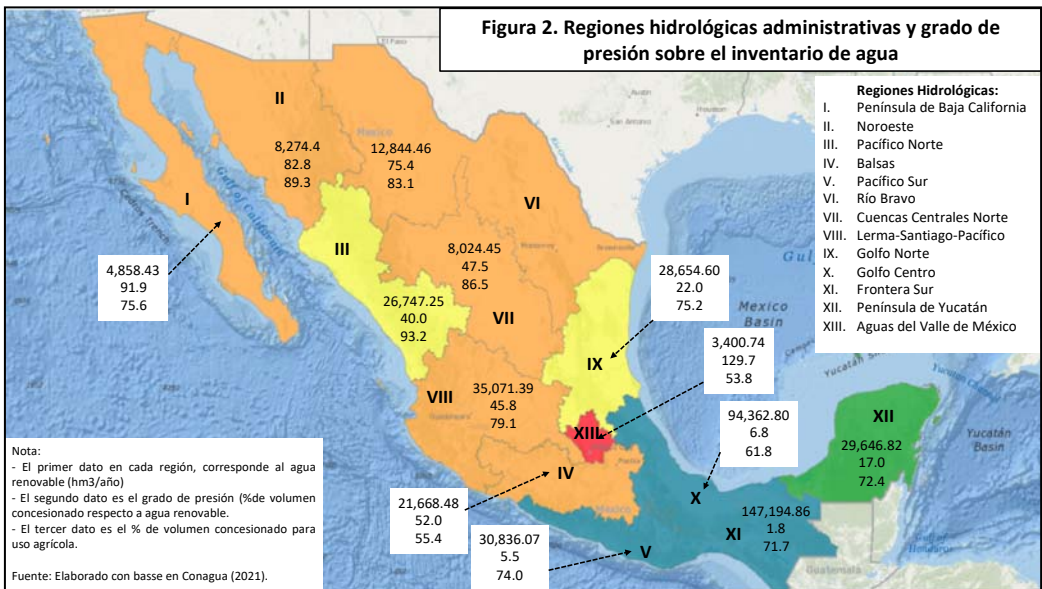 Figura 2. Regiones hidrológicas administrativas y grado de
presión sobre el inventario de agua
Regiones Hidrológicas:
I. Península de Baja California
II. Noroeste
III. Pacífico Norte
IV. Balsas
V. Pacífico Sur
VI. Río Bravo
VII. Cuencas Centrales Norte
VIII. Lerma-Santiago-Pacífico
IX. Golfo Norte
X. Golfo Centro
XI. Frontera Sur
XII. Península de Yucatán
XIII. Aguas del Valle de México
II
8,274.4
82.8
89.3
Mexico
12,844.46
75.4
83.1
VI
I
Gulf of California
4,858.43
91.9
75.6
III
26,747.25
40.0
93.2
8,024.45
47.5
86.5
VII
28,654.60
22.0
75.2
IX
Mexico
Basin
3,400.74
129.7
53.8
VIII
35,071.39
45.8
79.1
XIII
94,362.80
6.8
61.8
XII
29,646.82
17.0
72.4
Yucatán
Basin
IV
21,668.48
52.0
55.4
México
X
147,194.86
1.8
71.7
XI
30,836.07
5.5
74.0
V
Guatemala
Nota:
- El primer dato en cada región, corresponde al agua
renovable (hm3/año)
- El segundo dato es el grado de presión (%de volumen
concesionado respecto a agua renovable.
- El tercer dato es el % de volumen concesionado para
uso agrícola.
Fuente: Elaborado con basse en Conagua (2021).